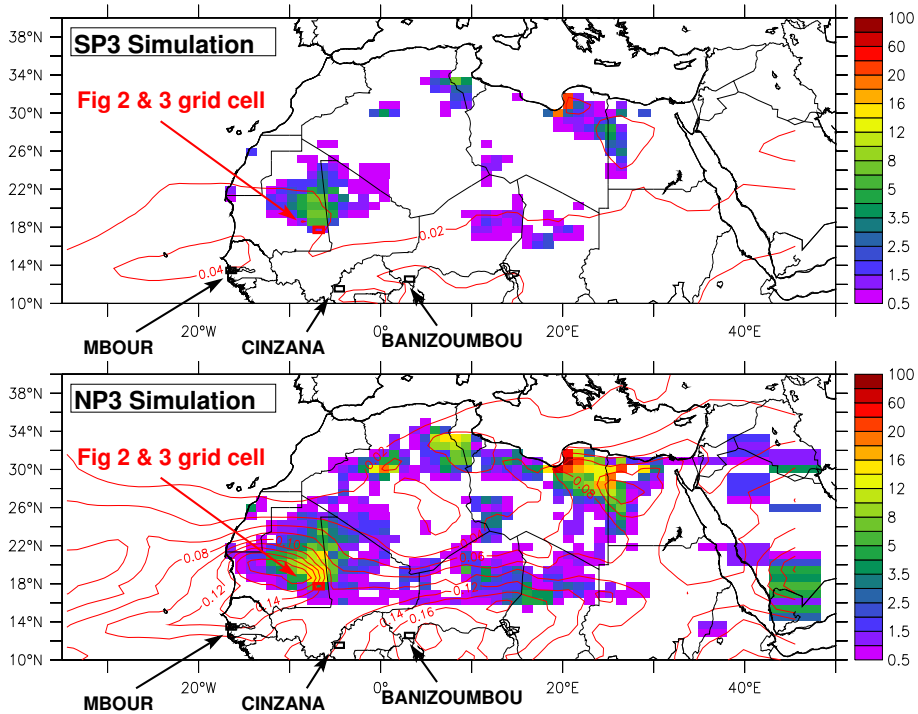 38°N
34°N
30°N
26°N
22°N
18°N
14°N
10°N
SP3 Simulation
Fig 2 & 3 grid cell
0.02
0.04
20°W
0°E
20°E
40°E
MBOUR
CINZANA
BANIZOUMBOU
100
60
20
16
12
8
5
3.5
2.5
1.5
0.5
38°N
34°N
30°N
26°N
22°N
18°N
14°N
10°N
NP3 Simulation
Fig 2 & 3 grid cell
0.08
0.08
0.12
0.14
0.14
0.16
20°W
0°E
20°E
40°E
MBOUR
CINZANA
BANIZOUMBOU
100
60
20
16
12
8
5
3.5
2.5
1.5
0.5